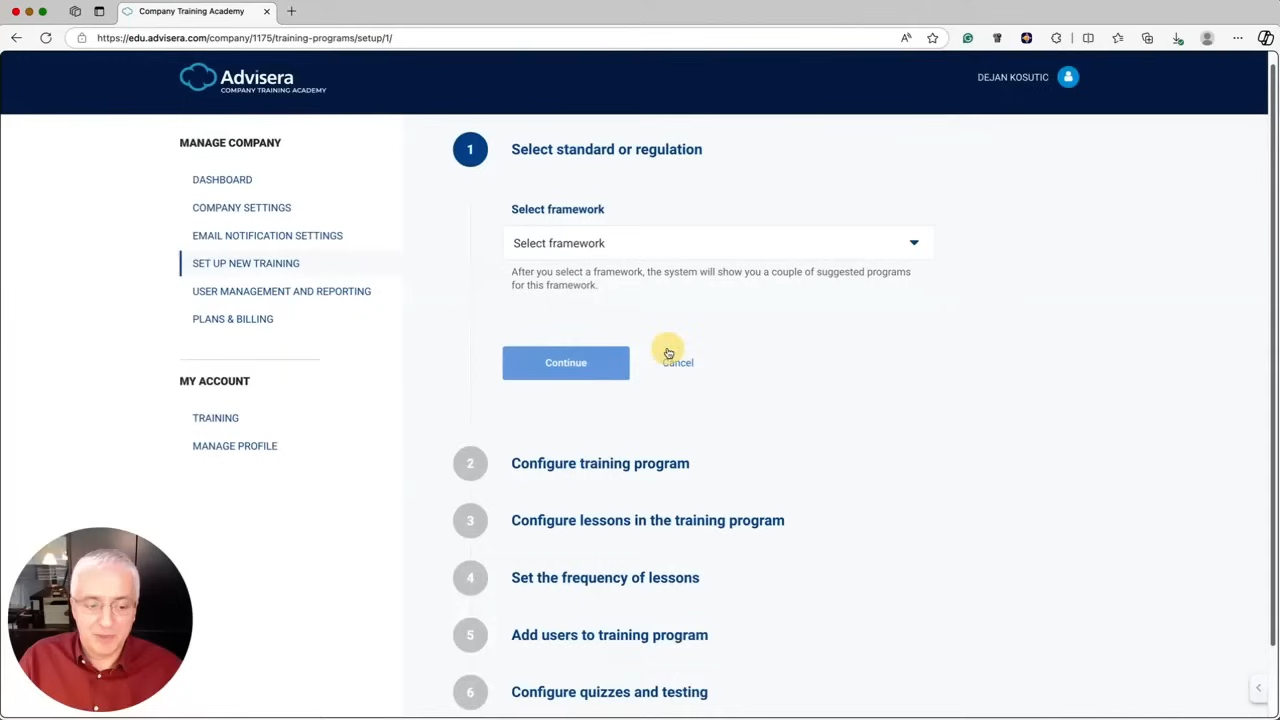 Company Training Academy
https://edu.advisera.com/company/1175/training-programs/setup/1/
Advisera
COMPANY TRAINING ACADEMY
DEJAN KOSUTIC
MANAGE COMPANY
DASHBOARD
COMPANY SETTINGS
EMAIL NOTIFICATION SETTINGS
SET UP NEW TRAINING
USER MANAGEMENT AND REPORTING
PLANS & BILLING
MY ACCOUNT
TRAINING
MANAGE PROFILE
1
Select standard or regulation
Select framework
Select framework
After you select a framework, the system will show you a couple of suggested programs
for this framework.
Continue
Cancel
2
Configure training program
3
Configure lessons in the training program
4
Set the frequency of lessons
5
Add users to training program
6
Configure quizzes and testing